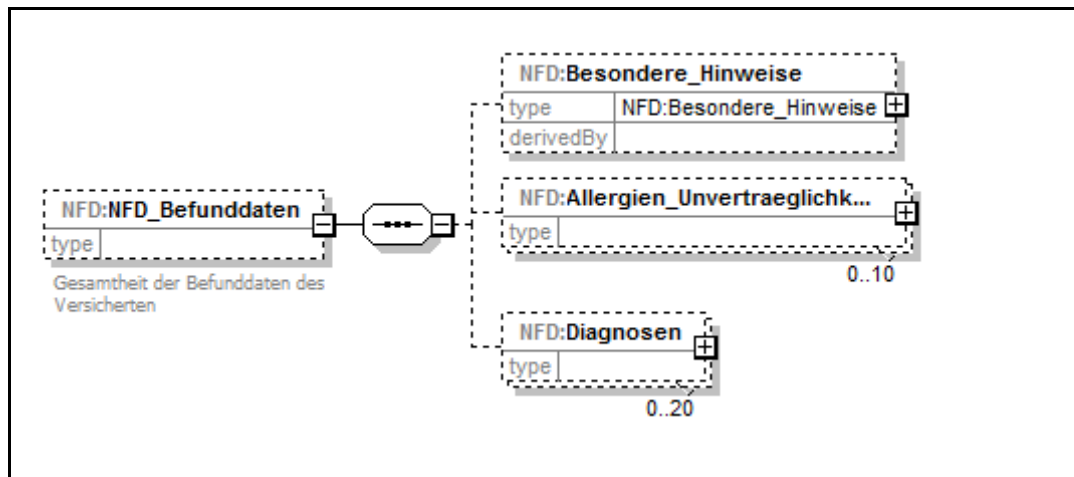 NFD:Besondere_Hinweise
type NFD:Besondere_Hinweise
derivedBy
NFD:Allergien_Unvertraeglichk...
type
0..10
NFD:NFD_Befunddaten
type
Gesamtheit der Befunddaten des
Versicherten
NFD:Diagnosen
type
0..20